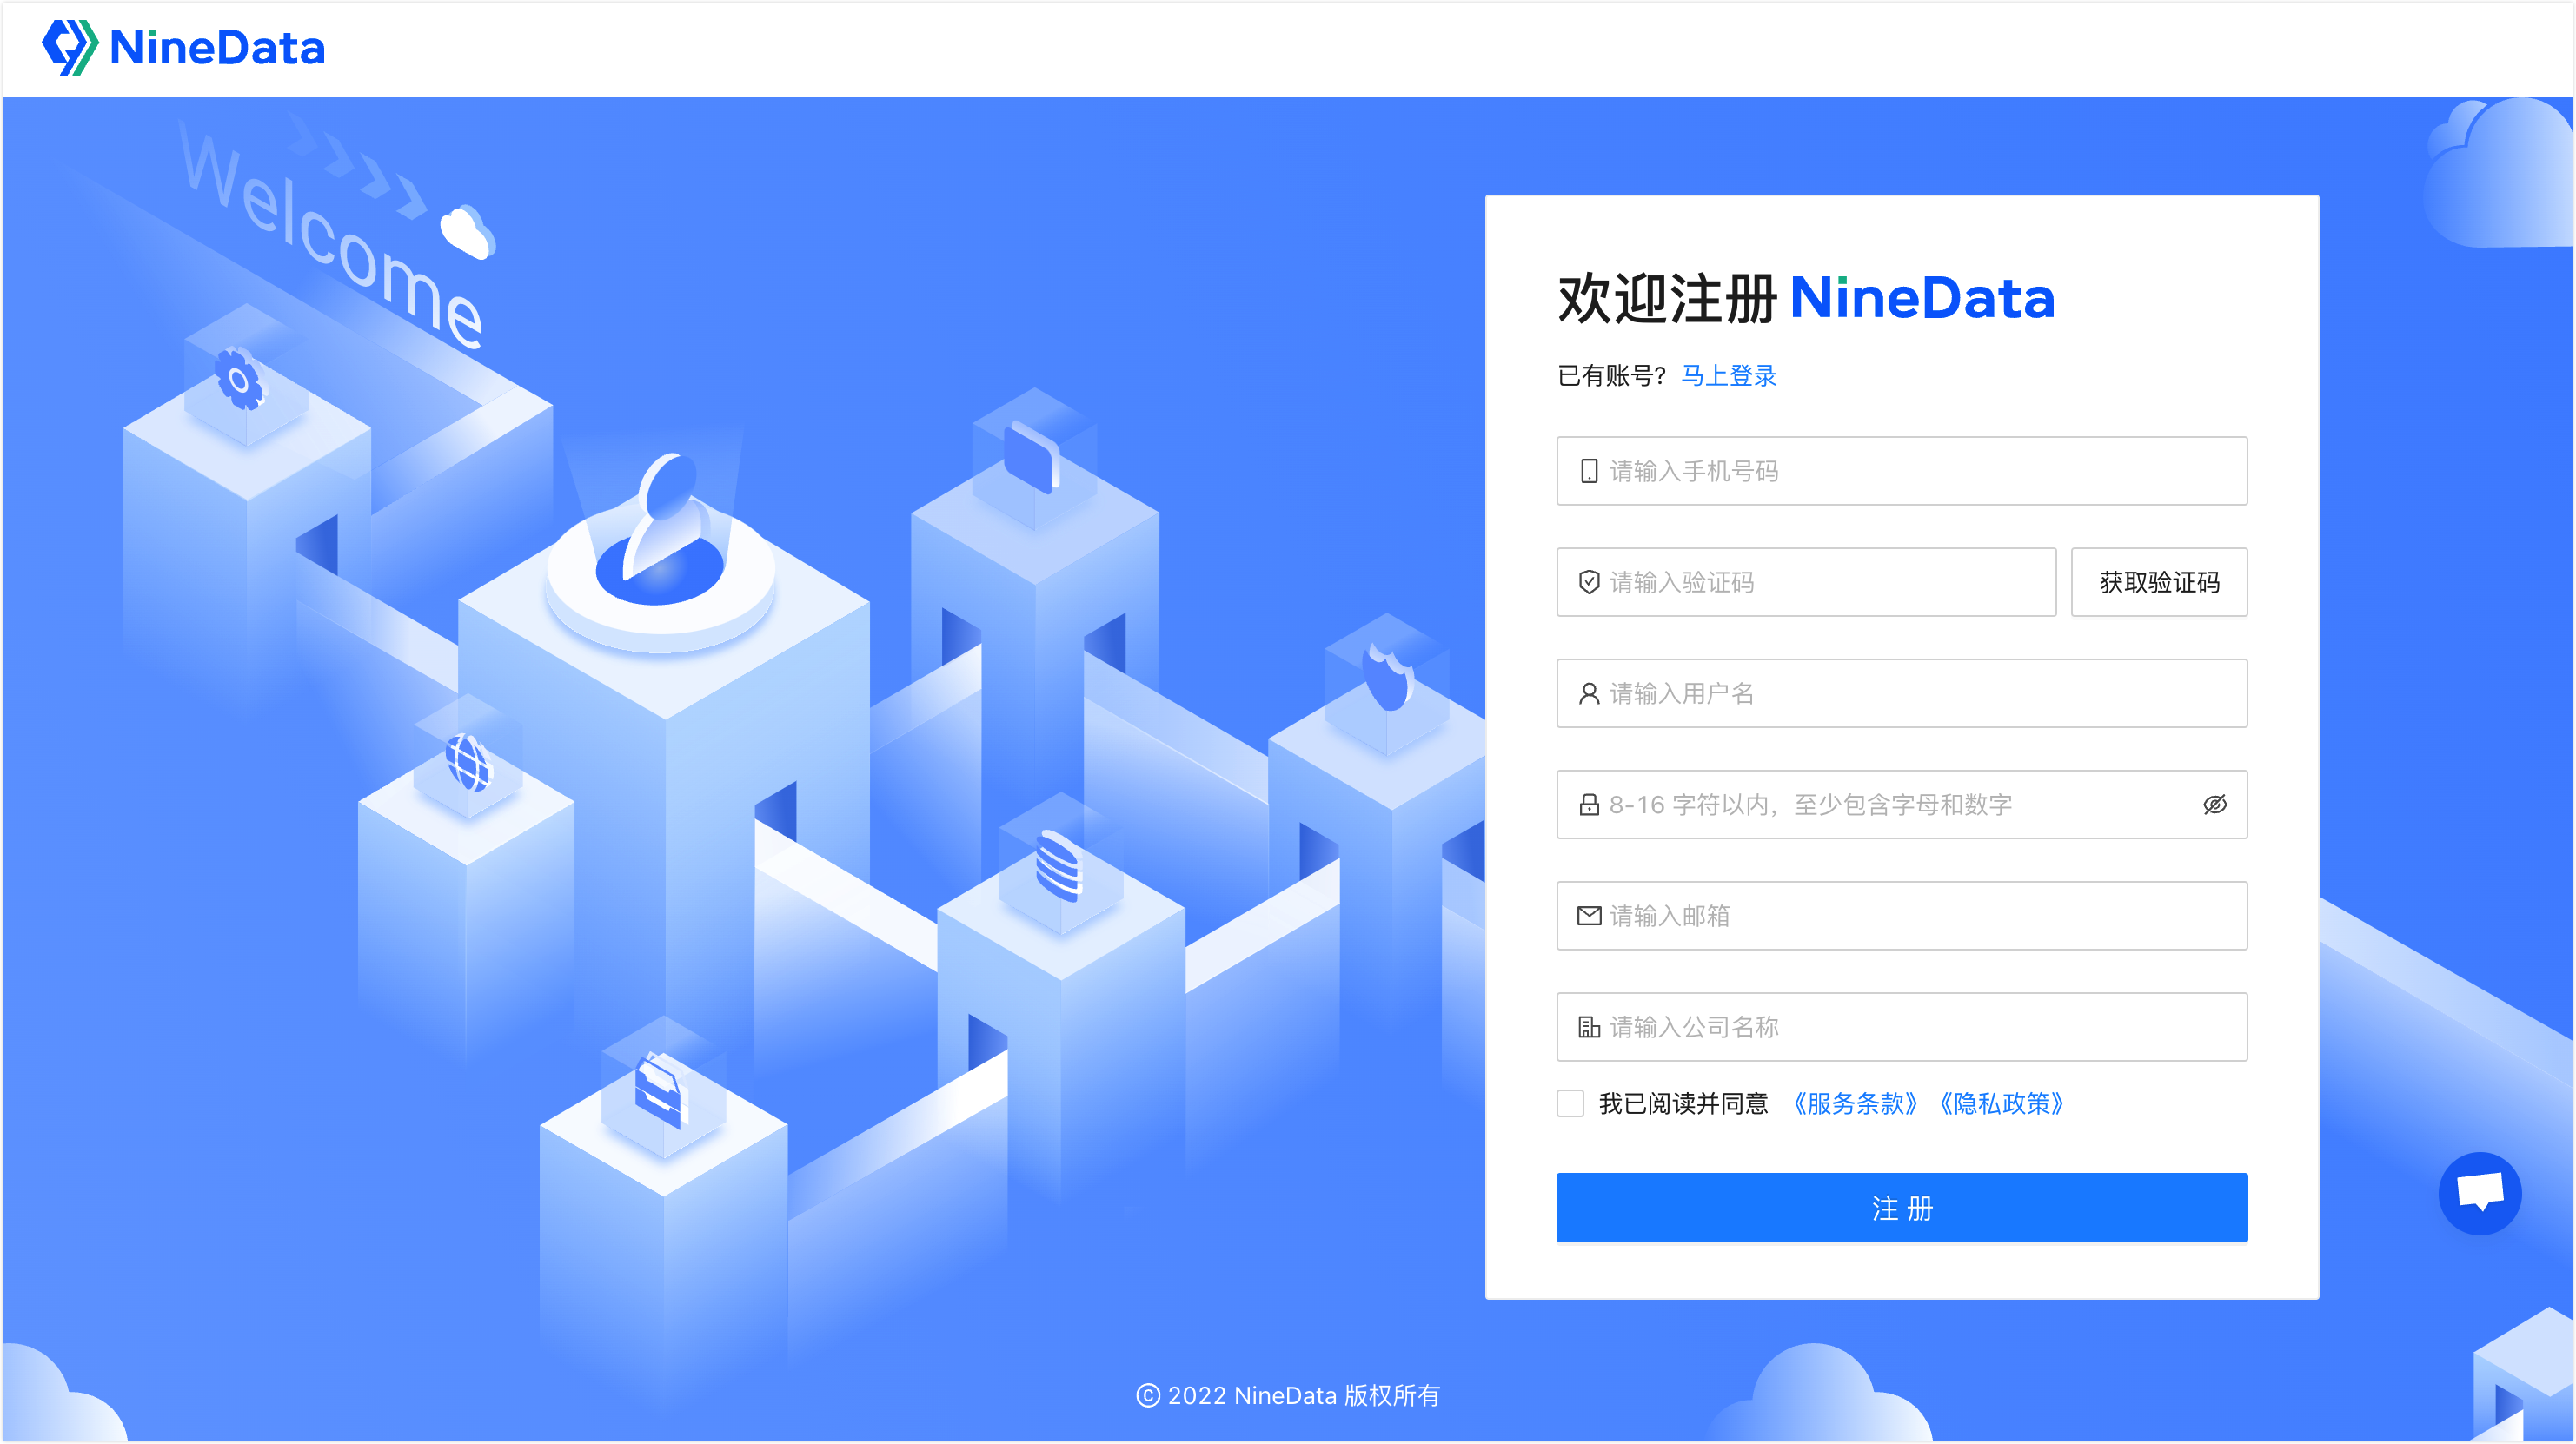 NineData
Welcome
欢迎注册 NineData
已有账号? 马上登录
请输入手机号码
请输入验证码
获取验证码
请输入用户名
8-16 字符以内，至少包含字母和数字
请输入邮箱
请输入公司名称
我已阅读并同意 《服务条款》《隐私政策》
注 册
© 2022 NineData 版权所有